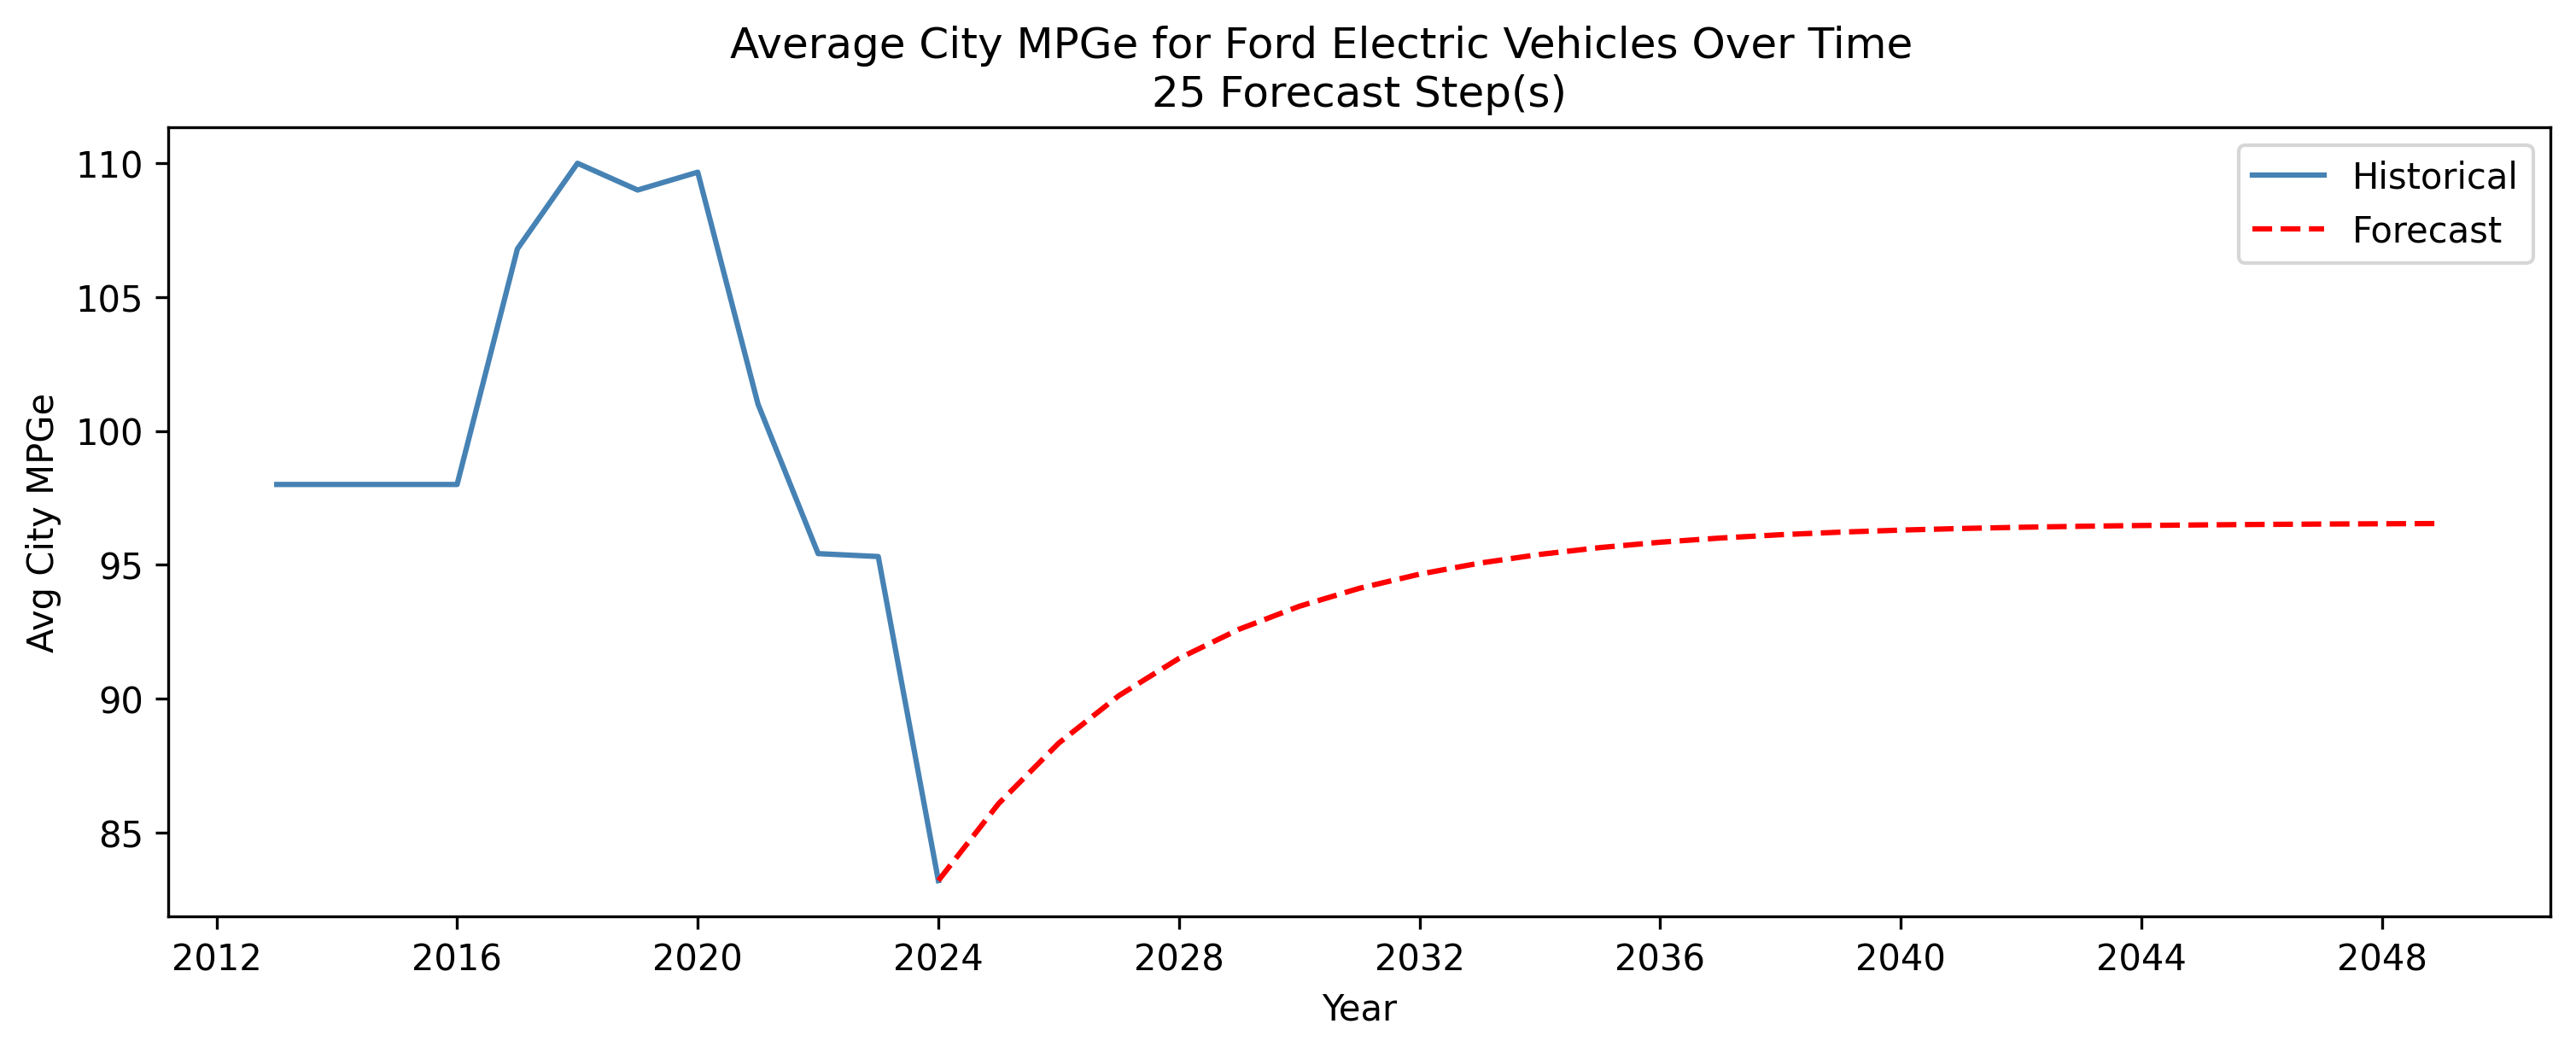 Average City MPGe for Ford Electric Vehicles Over Time
25 Forecast Step(s)
Historical
Forecast
110
105
100
95
90
85
Avg City MPGe
2012
2016
2020
2024
2028
2032
2036
2040
2044
2048
Year